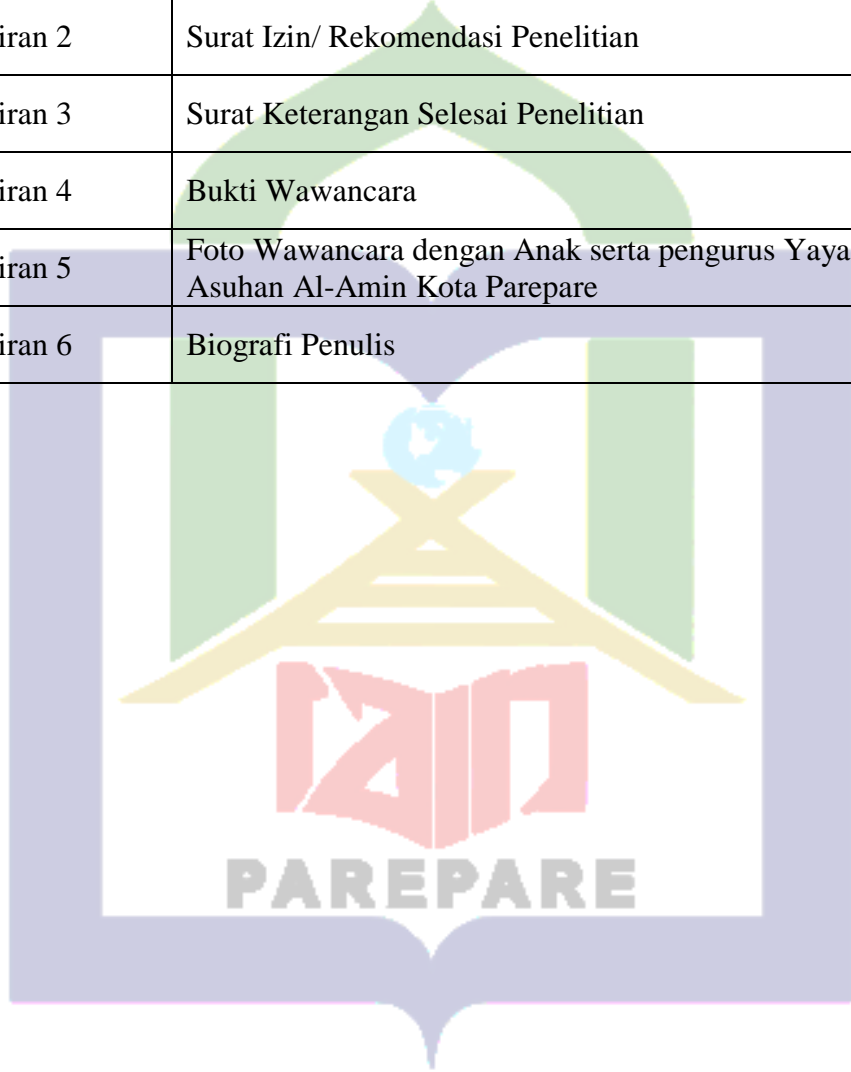 iran 2 Surat Izin/ Rekomendasi Penelitian
iran 3 Surat Keterangan Selesai Penelitian
iran 4 Bukti Wawancara
iran 5 Foto Wawancara dengan Anak serta pengurus Yaya
Asuhan Al-Amin Kota Parepare
iran 6 Biografi Penulis
iain
PAREPARE